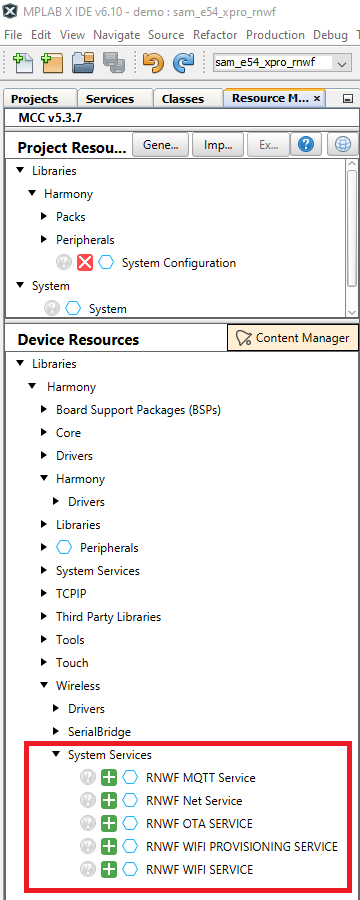 MPLAB X IDE v6.10 - demo : sam_e54_xpro_rnwf
File Edit View Navigate Source Refactor Production Debug
sam_e54_xpro_rnwf
Projects Services Classes Resource M... ×
MCC v5.3.7
Project Resou... Gene... Imp... Ex...
Libraries
Harmony
Packs
Peripherals
System Configuration
System
System
Device Resources Content Manager
Libraries
Harmony
Board Support Packages (BSPs)
Core
Drivers
Harmony
Drivers
Libraries
Peripherals
System Services
TCPIP
Third Party Libraries
Tools
Touch
Wireless
Drivers
SerialBridge
System Services
RNWF MQTT Service
RNWF Net Service
RNWF OTA SERVICE
RNWF WIFI PROVISIONING SERVICE
RNWF WIFI SERVICE